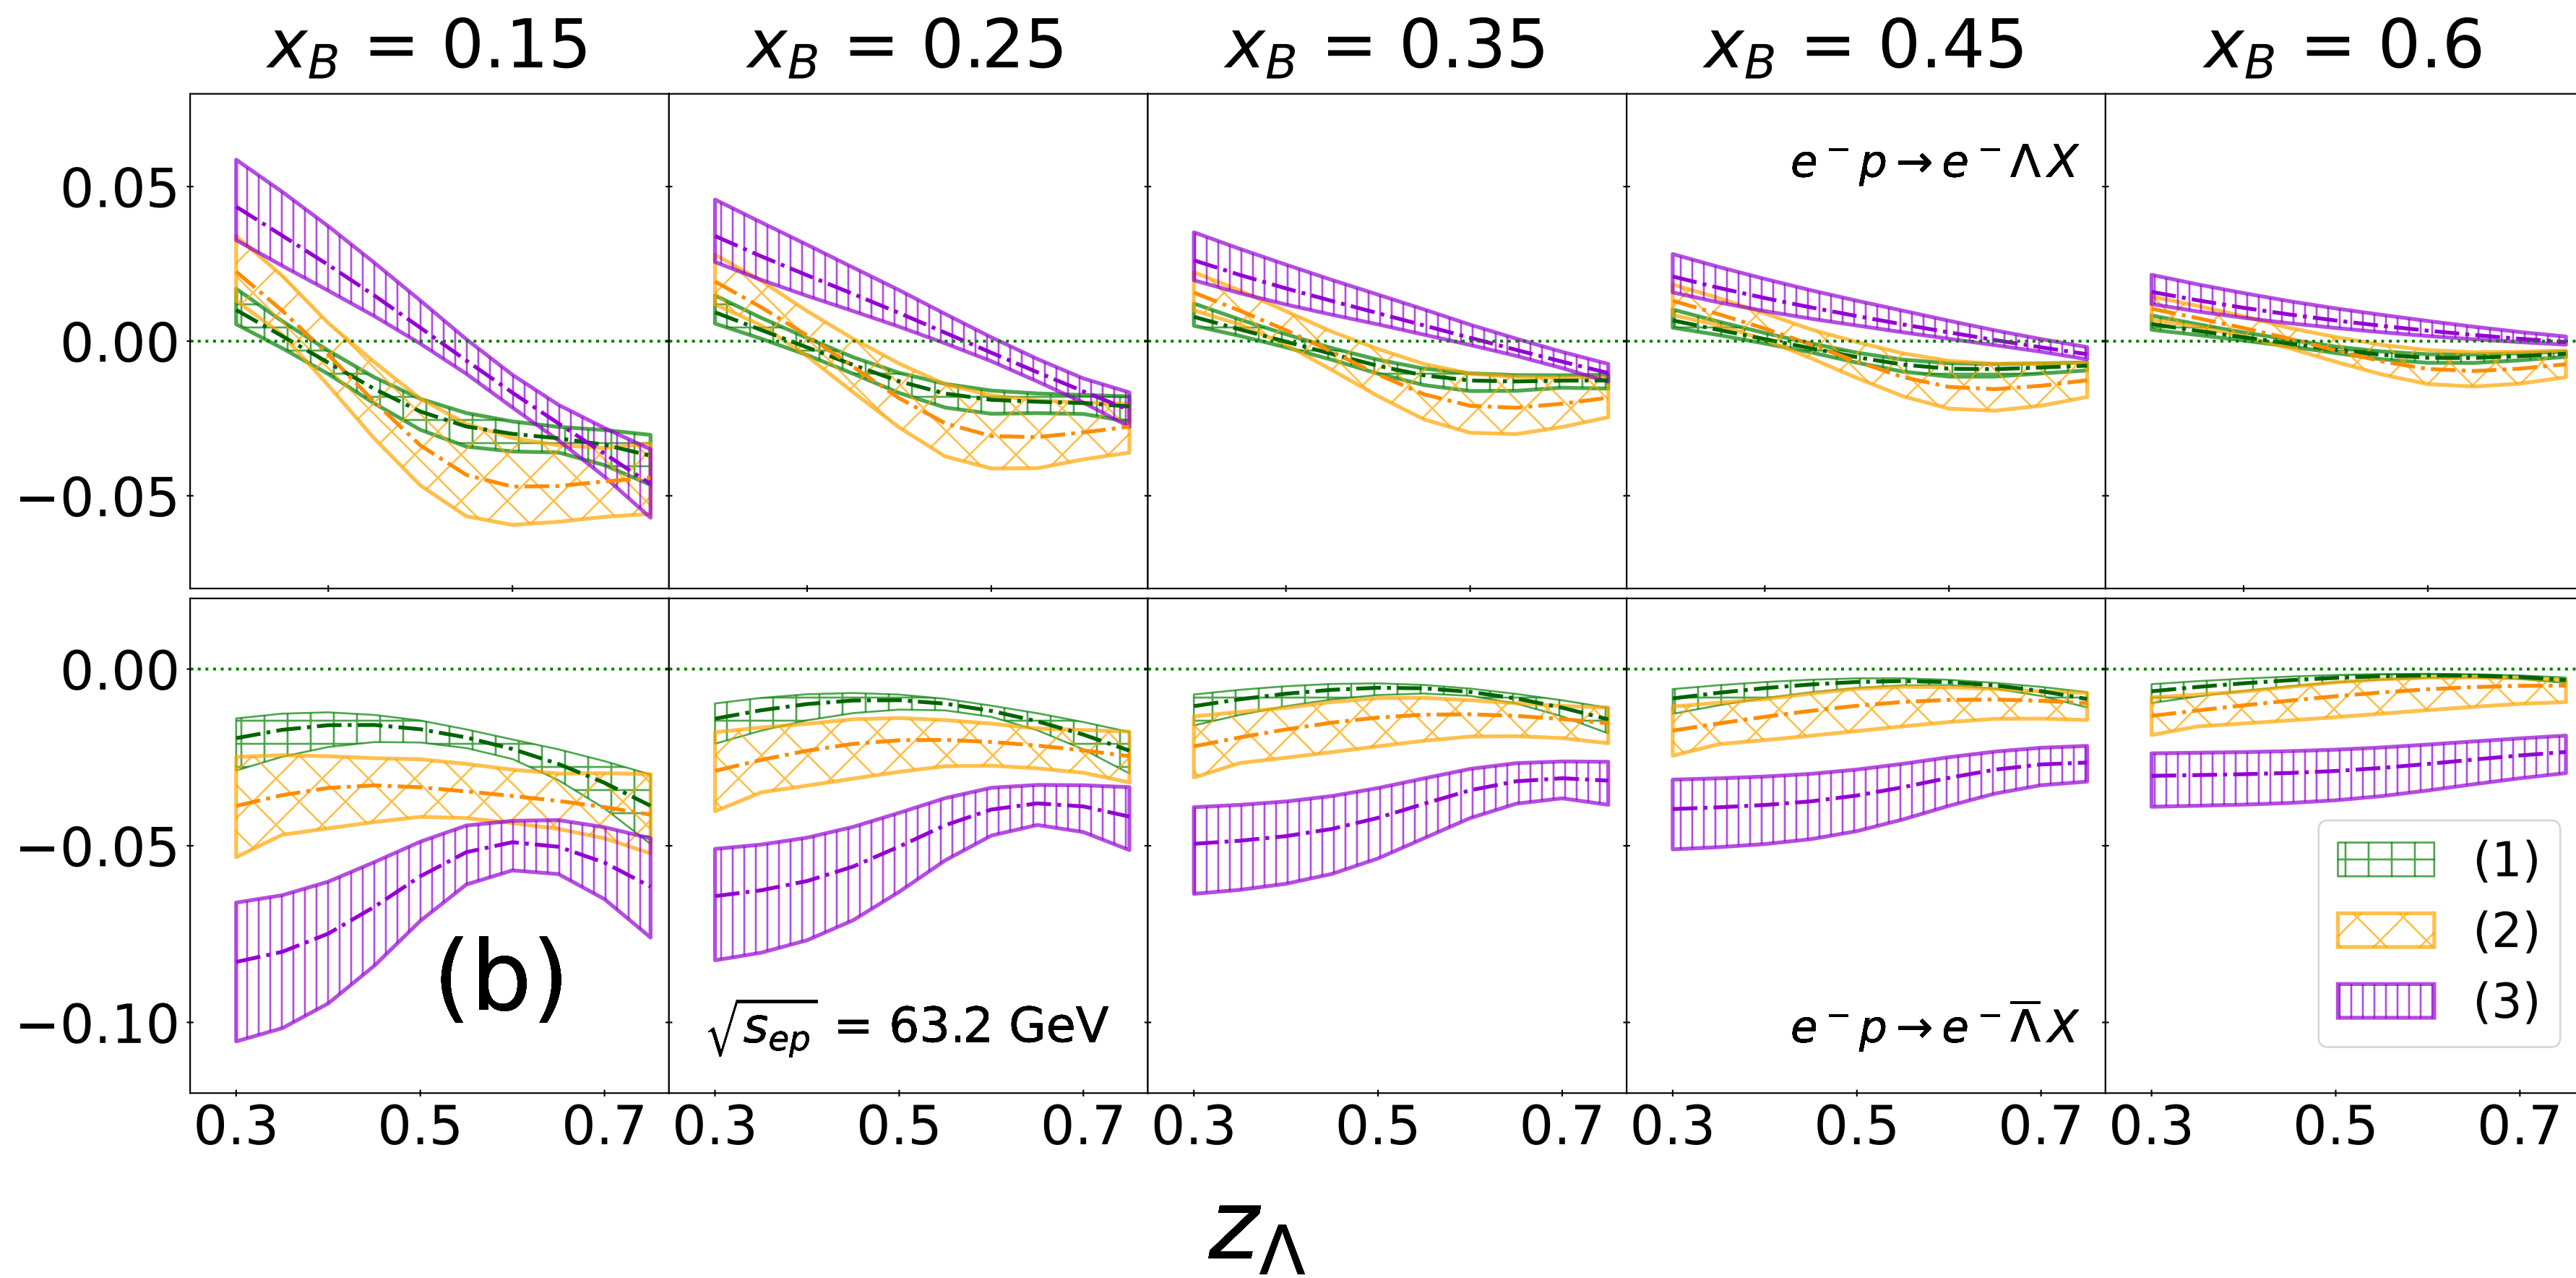 x_B = 0.15 x_B = 0.25 x_B = 0.35 x_B = 0.45 x_B = 0.6
0.05
0.00
−0.05
e⁻p→e⁻ΛX
0.00
−0.05
−0.10
(b)
√s_ep = 63.2 GeV
e⁻p→e⁻Λ̅X
(1)
(2)
(3)
0.3 0.5 0.7 0.3 0.5 0.7 0.3 0.5 0.7 0.3 0.5 0.7 0.3 0.5 0.7
z_Λ